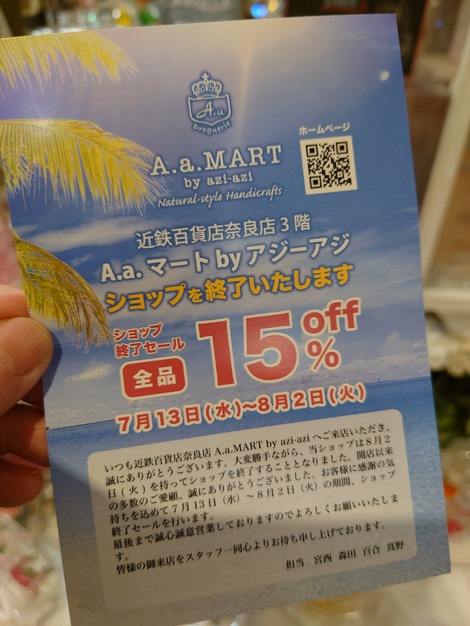 A.a
Droguerie
A.a.MART
by azi-azi
Natural-style Handicrafts
ホームページ
近鉄百貨店奈良店3階
A.a. マート by アジーアジ
ショップを終了いたします
ショップ
終了セール
全品
15%off
7月13日(水)~8月2日(火)
いつも近鉄百貨店奈良店 A.a.MART by azi-azi へご来店いただき、
誠にありがとうございます。大変勝手ながら、当ショップは8月2
日(火)を持ってショップを終了することとなりました。開店以来
の多数のご愛顧、誠にありがとうございました。お客様に感謝の気
持ちを込めて7月13日(水)~8月2日(火)の期間、ショップ
終了セールを行います。
最後まで誠心誠意営業しておりますのでよろしくお願いいたしま
す。
皆様の御来店をスタッフ一同心よりお待ち申し上げております。
担当 宮西 森田 百合 真野